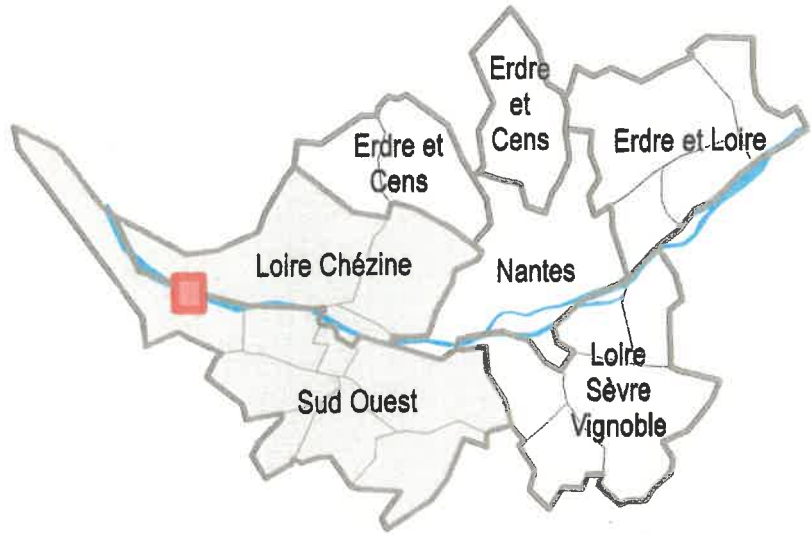 Erdre
et
Cens
Erdre et
Cens
Erdre et Loire
Loire Chézine
Nantes
Loire
Sèvre
Vignoble
Sud Ouest